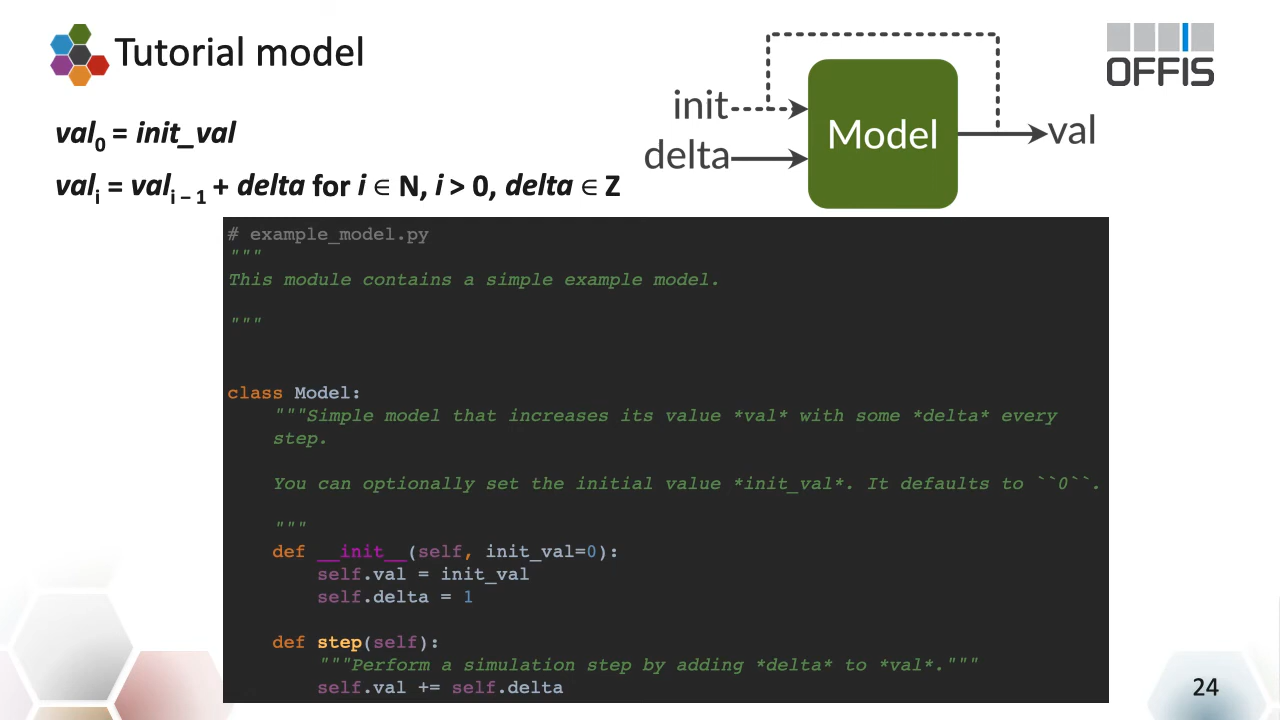 Tutorial model
OFFIS
val0 = init_val
vali = vali – 1 + delta for i ∈ N, i > 0, delta ∈ Z
init
delta
Model
val
# example_model.py
"""
This module contains a simple example model.
"""
class Model:
"""Simple model that increases its value *val* with some *delta* every
step.
You can optionally set the initial value *init_val*. It defaults to ``0``.
"""
def __init__(self, init_val=0):
self.val = init_val
self.delta = 1
def step(self):
"""Perform a simulation step by adding *delta* to *val*."""
self.val += self.delta
24